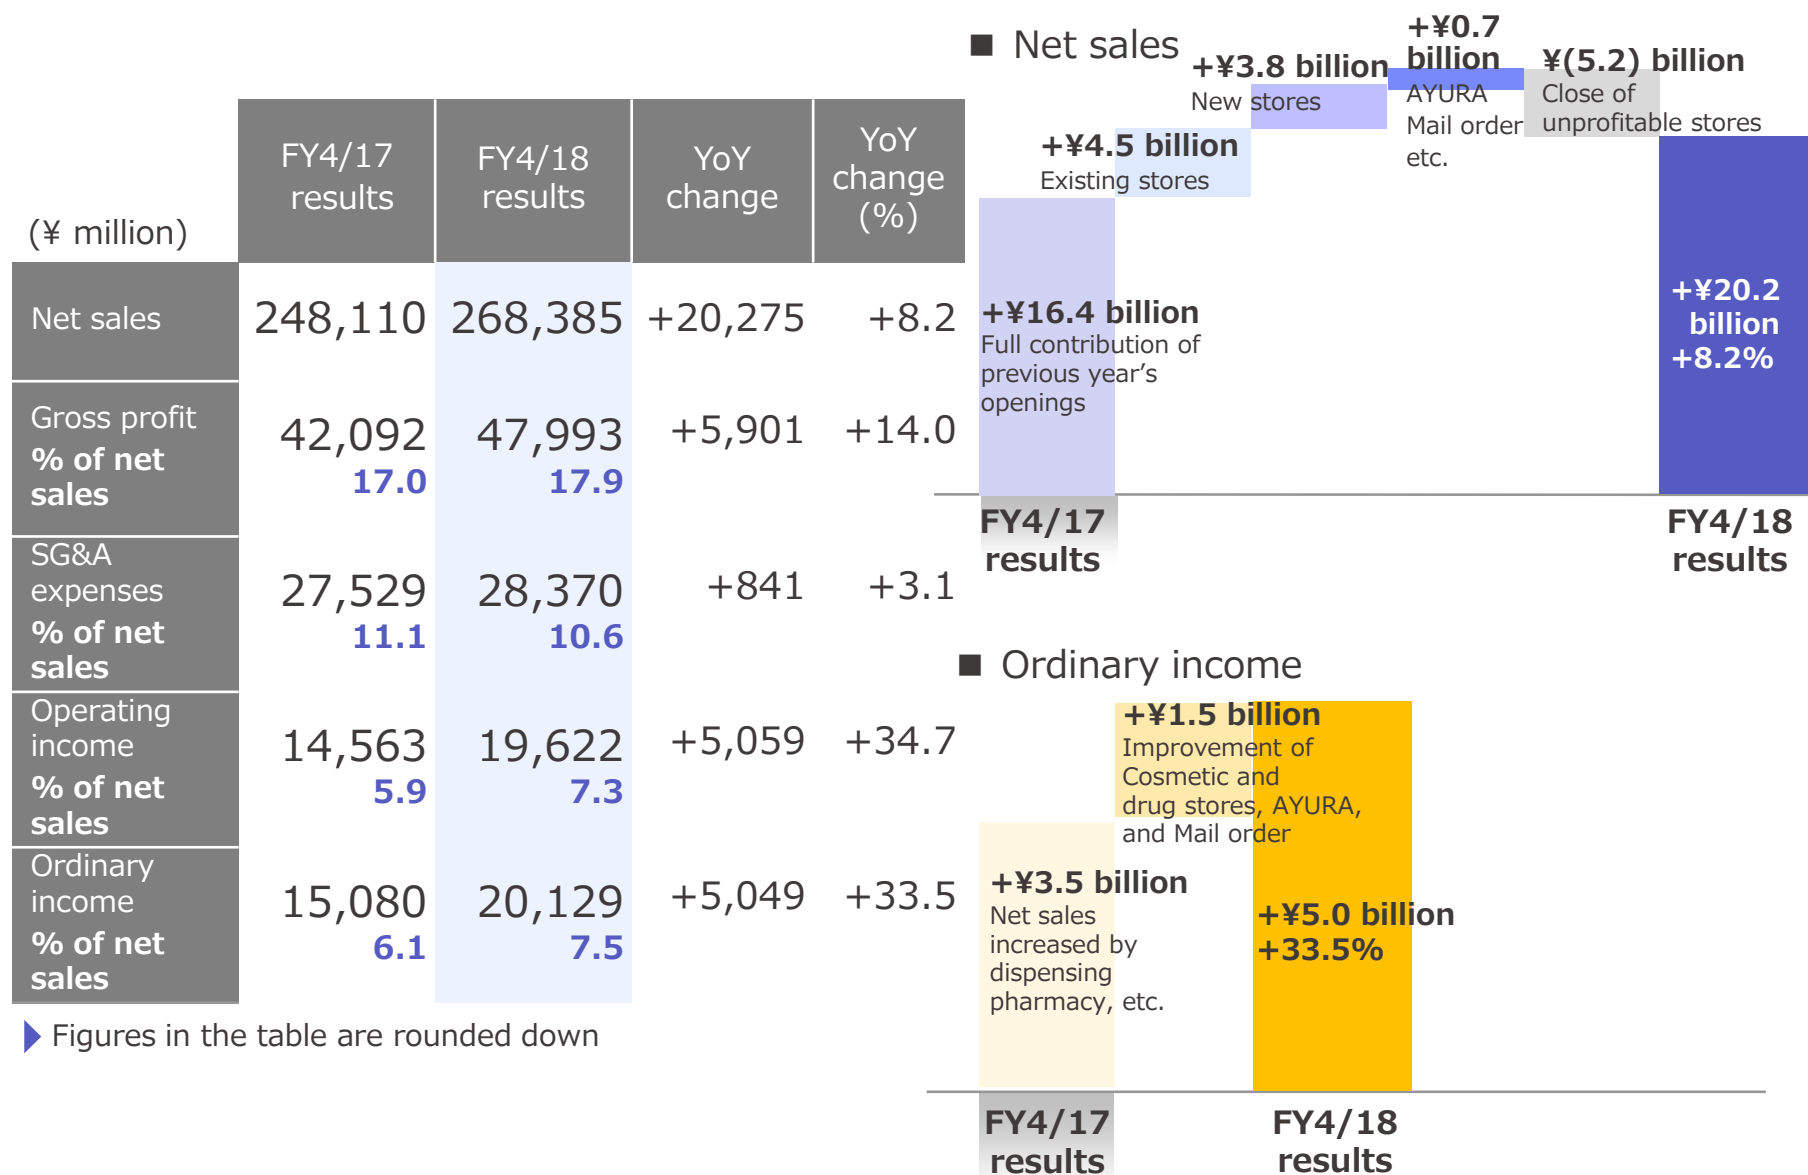 (¥ million)
FY4/17
results
FY4/18
results
YoY
change
YoY
change
(%)
Net sales
248,110
268,385
+20,275
+8.2
Gross profit
% of net
sales
42,092
17.0
47,993
17.9
+5,901
+14.0
SG&A
expenses
% of net
sales
27,529
11.1
28,370
10.6
+841
+3.1
Operating
income
% of net
sales
14,563
5.9
19,622
7.3
+5,059
+34.7
Ordinary
income
% of net
sales
15,080
6.1
20,129
7.5
+5,049
+33.5
Figures in the table are rounded down
■ Net sales
+¥16.4 billion
Full contribution of
previous year’s
openings
+¥4.5 billion
Existing stores
+¥3.8 billion
New stores
+¥0.7
billion
AYURA
Mail order
etc.
¥(5.2) billion
Close of
unprofitable stores
+¥20.2
billion
+8.2%
FY4/17
results
FY4/18
results
■ Ordinary income
+¥3.5 billion
Net sales
increased by
dispensing
pharmacy, etc.
+¥1.5 billion
Improvement of
Cosmetic and
drug stores, AYURA,
and Mail order
+¥5.0 billion
+33.5%
FY4/17
results
FY4/18
results